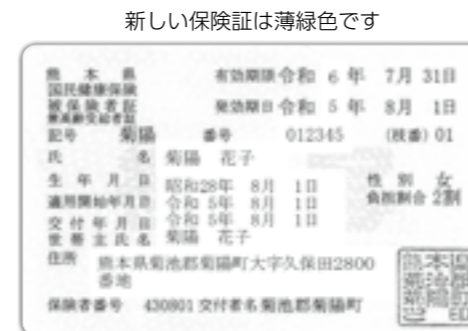 新しい保険証は薄緑色です
熊本県 有効期限 令和 6年 7月 31日
国民健康保険
被保険者証 発効期日 令和 5年 8月 1日
兼高齢受給者証
記号 菊陽 番号 012345 (枝番) 01
氏名 菊陽 花子
生年月日 昭和28年 8月 1日 性別 女
適用開始年月日 令和 5年 8月 1日 負担割合 2割
交付年月日 令和 5年 8月 1日
世帯主氏名 菊陽 花子
住所 熊本県菊池郡菊陽町大字久保田2800
番地
保険者番号 430801 交付者名 菊池郡菊陽町